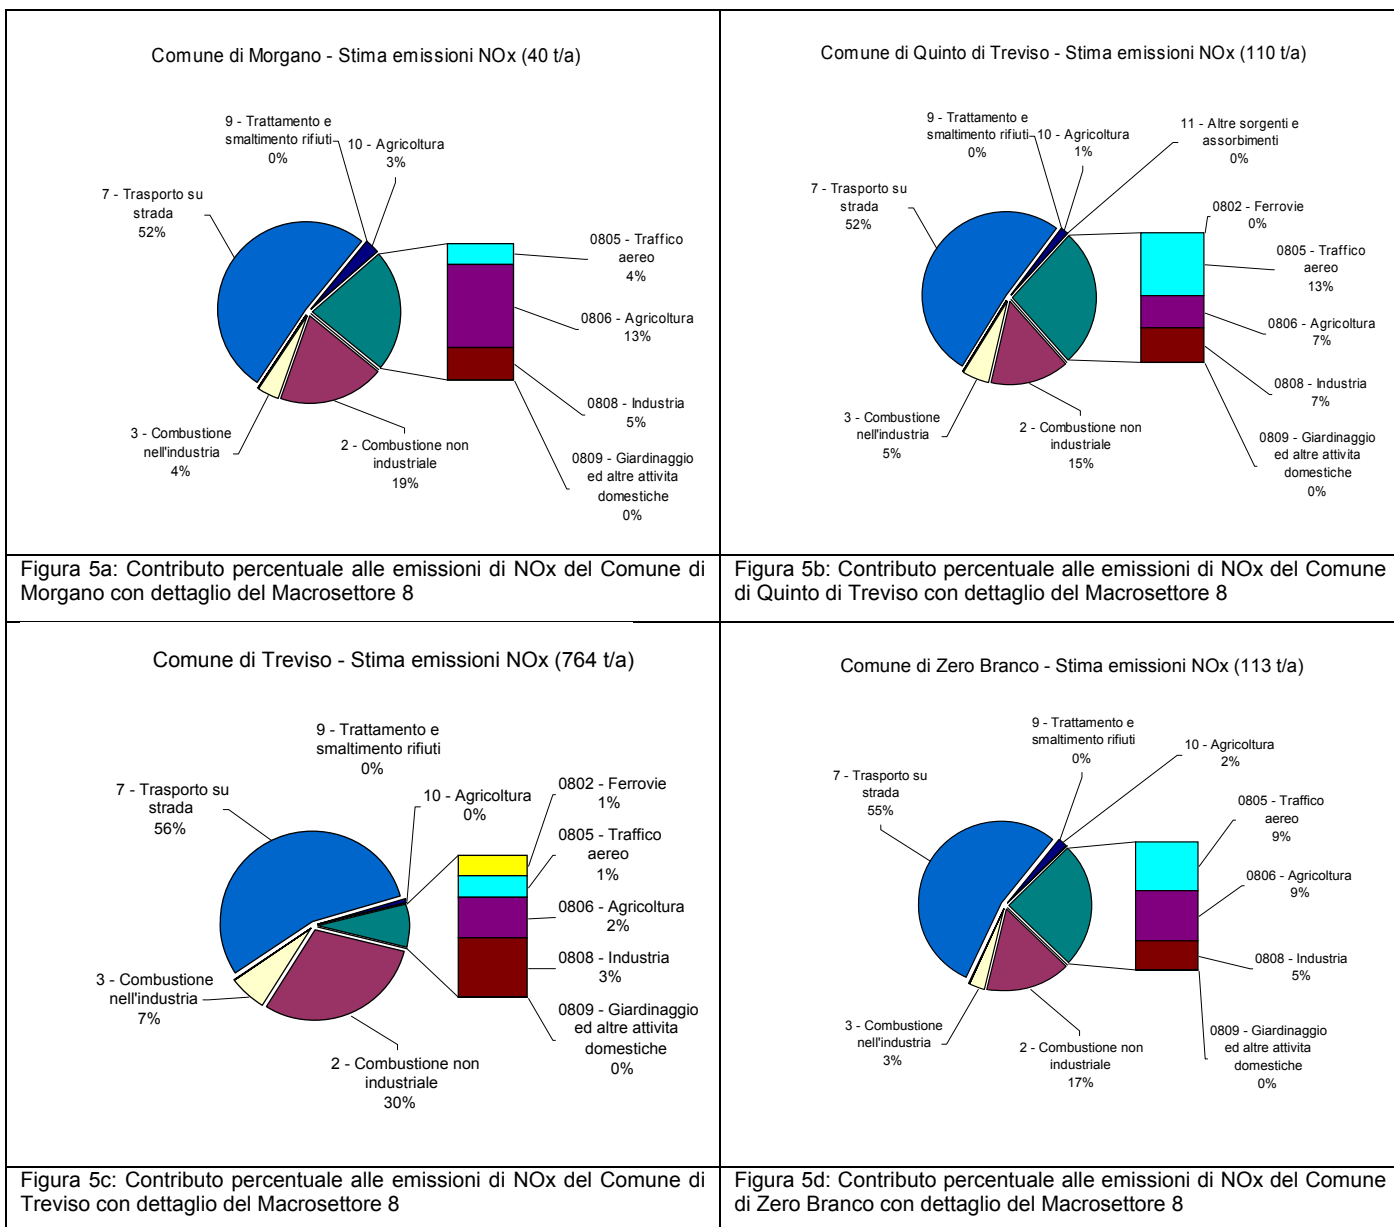 Comune di Morgano - Stima emissioni NOx (40 t/a)
9 - Trattamento e
smaltimento rifiuti
0%
10 - Agricoltura
3%
7 - Trasporto su
strada
52%
0805 - Traffico
aereo
4%
0806 - Agricoltura
13%
0808 - Industria
5%
0809 - Giardinaggio
ed altre attivita
domestiche
0%
3 - Combustione
nell'industria
4%
2 - Combustione non
industriale
19%
Figura 5a: Contributo percentuale alle emissioni di NOx del Comune di
Morgano con dettaglio del Macrosettore 8
Comune di Quinto di Treviso - Stima emissioni NOx (110 t/a)
9 - Trattamento e
smaltimento rifiuti
0%
10 - Agricoltura
1%
11 - Altre sorgenti e
assorbimenti
0%
7 - Trasporto su
strada
52%
0802 - Ferrovie
0%
0805 - Traffico
aereo
13%
0806 - Agricoltura
7%
0808 - Industria
7%
0809 - Giardinaggio
ed altre attivita
domestiche
0%
3 - Combustione
nell'industria
5%
2 - Combustione non
industriale
15%
Figura 5b: Contributo percentuale alle emissioni di NOx del Comune
di Quinto di Treviso con dettaglio del Macrosettore 8
Comune di Treviso - Stima emissioni NOx (764 t/a)
9 - Trattamento e
smaltimento rifiuti
0%
10 - Agricoltura
0%
7 - Trasporto su
strada
56%
0802 - Ferrovie
1%
0805 - Traffico
aereo
1%
0806 - Agricoltura
2%
0808 - Industria
3%
0809 - Giardinaggio
ed altre attivita
domestiche
0%
3 - Combustione
nell'industria
7%
2 - Combustione non
industriale
30%
Figura 5c: Contributo percentuale alle emissioni di NOx del Comune di
Treviso con dettaglio del Macrosettore 8
Comune di Zero Branco - Stima emissioni NOx (113 t/a)
9 - Trattamento e
smaltimento rifiuti
0%
10 - Agricoltura
2%
7 - Trasporto su
strada
55%
0805 - Traffico
aereo
9%
0806 - Agricoltura
9%
0808 - Industria
5%
0809 - Giardinaggio
ed altre attivita
domestiche
0%
3 - Combustione
nell'industria
3%
2 - Combustione non
industriale
17%
Figura 5d: Contributo percentuale alle emissioni di NOx del Comune
di Zero Branco con dettaglio del Macrosettore 8